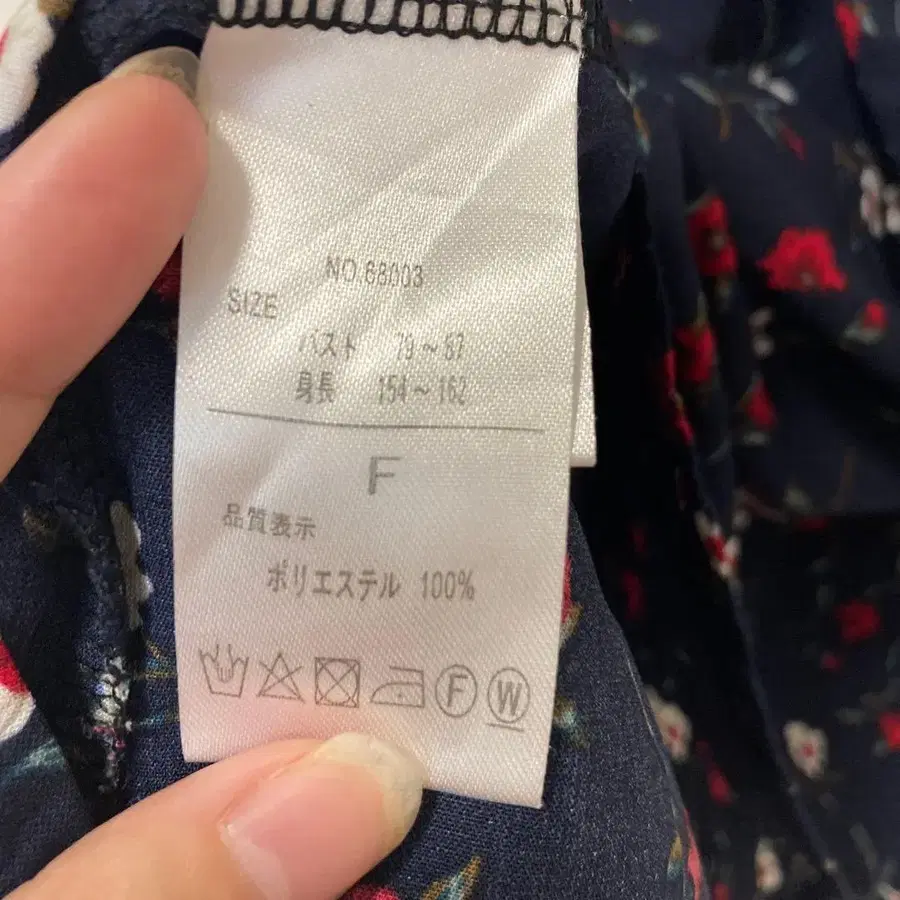 NO.68003
SIZE
バスト 79～87
身長 154～162
F
品質表示
ポリエステル 100%
F W